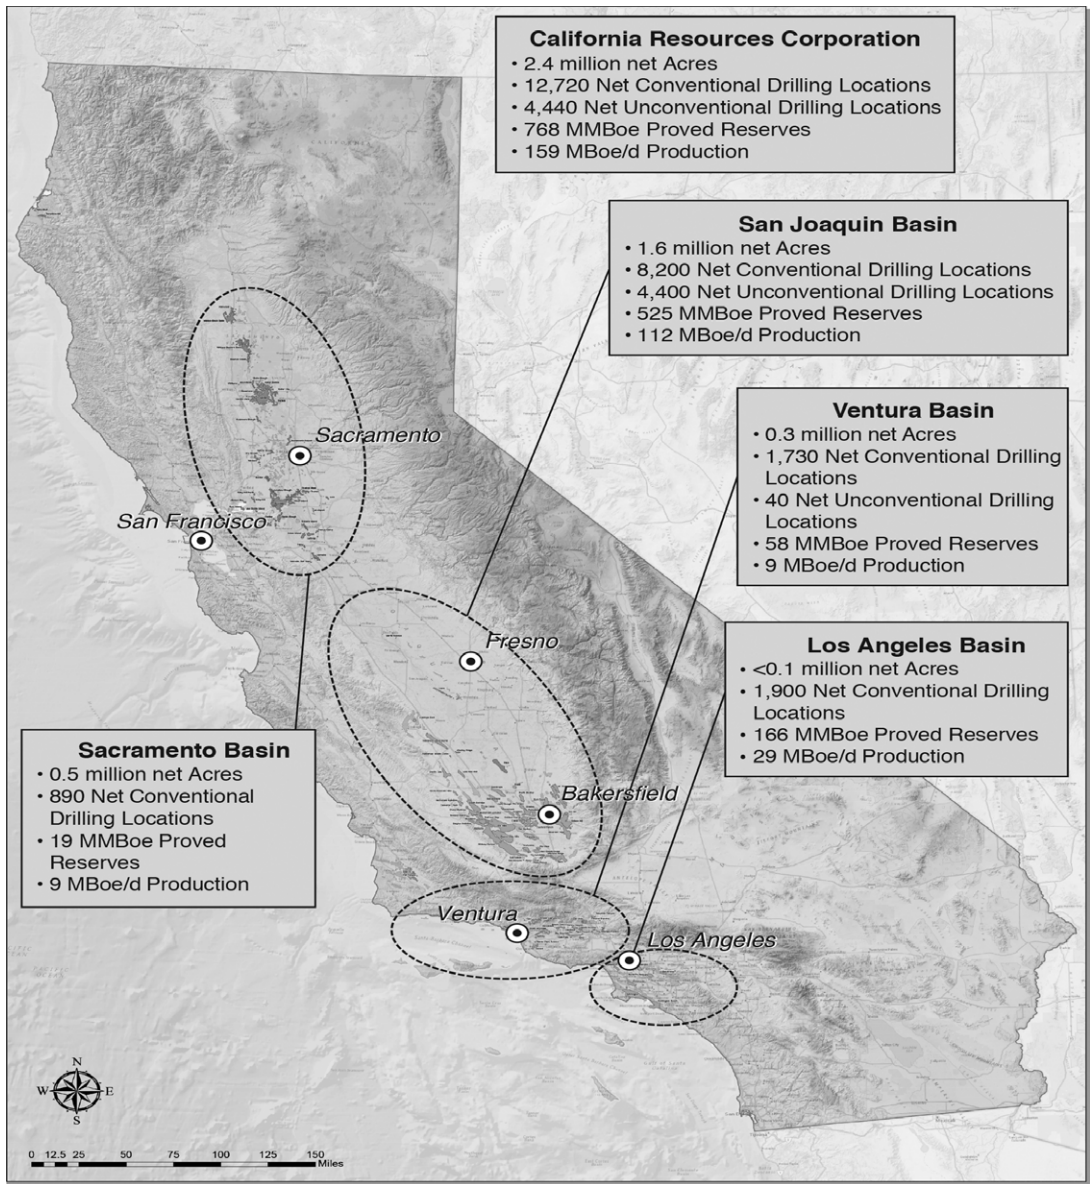 California Resources Corporation
• 2.4 million net Acres
• 12,720 Net Conventional Drilling Locations
• 4,440 Net Unconventional Drilling Locations
• 768 MMBoe Proved Reserves
• 159 MBoe/d Production
San Joaquin Basin
• 1.6 million net Acres
• 8,200 Net Conventional Drilling Locations
• 4,400 Net Unconventional Drilling Locations
• 525 MMBoe Proved Reserves
• 112 MBoe/d Production
Ventura Basin
• 0.3 million net Acres
• 1,730 Net Conventional Drilling
Locations
• 40 Net Unconventional Drilling
Locations
• 58 MMBoe Proved Reserves
• 9 MBoe/d Production
Los Angeles Basin
• <0.1 million net Acres
• 1,900 Net Conventional Drilling
Locations
• 166 MMBoe Proved Reserves
• 29 MBoe/d Production
Sacramento Basin
• 0.5 million net Acres
• 890 Net Conventional
Drilling Locations
• 19 MMBoe Proved
Reserves
• 9 MBoe/d Production
Sacramento
San Francisco
Fresno
Bakersfield
Ventura
Los Angeles
N
W E
S
0 12.5 25 50 75 100 125 150
Miles